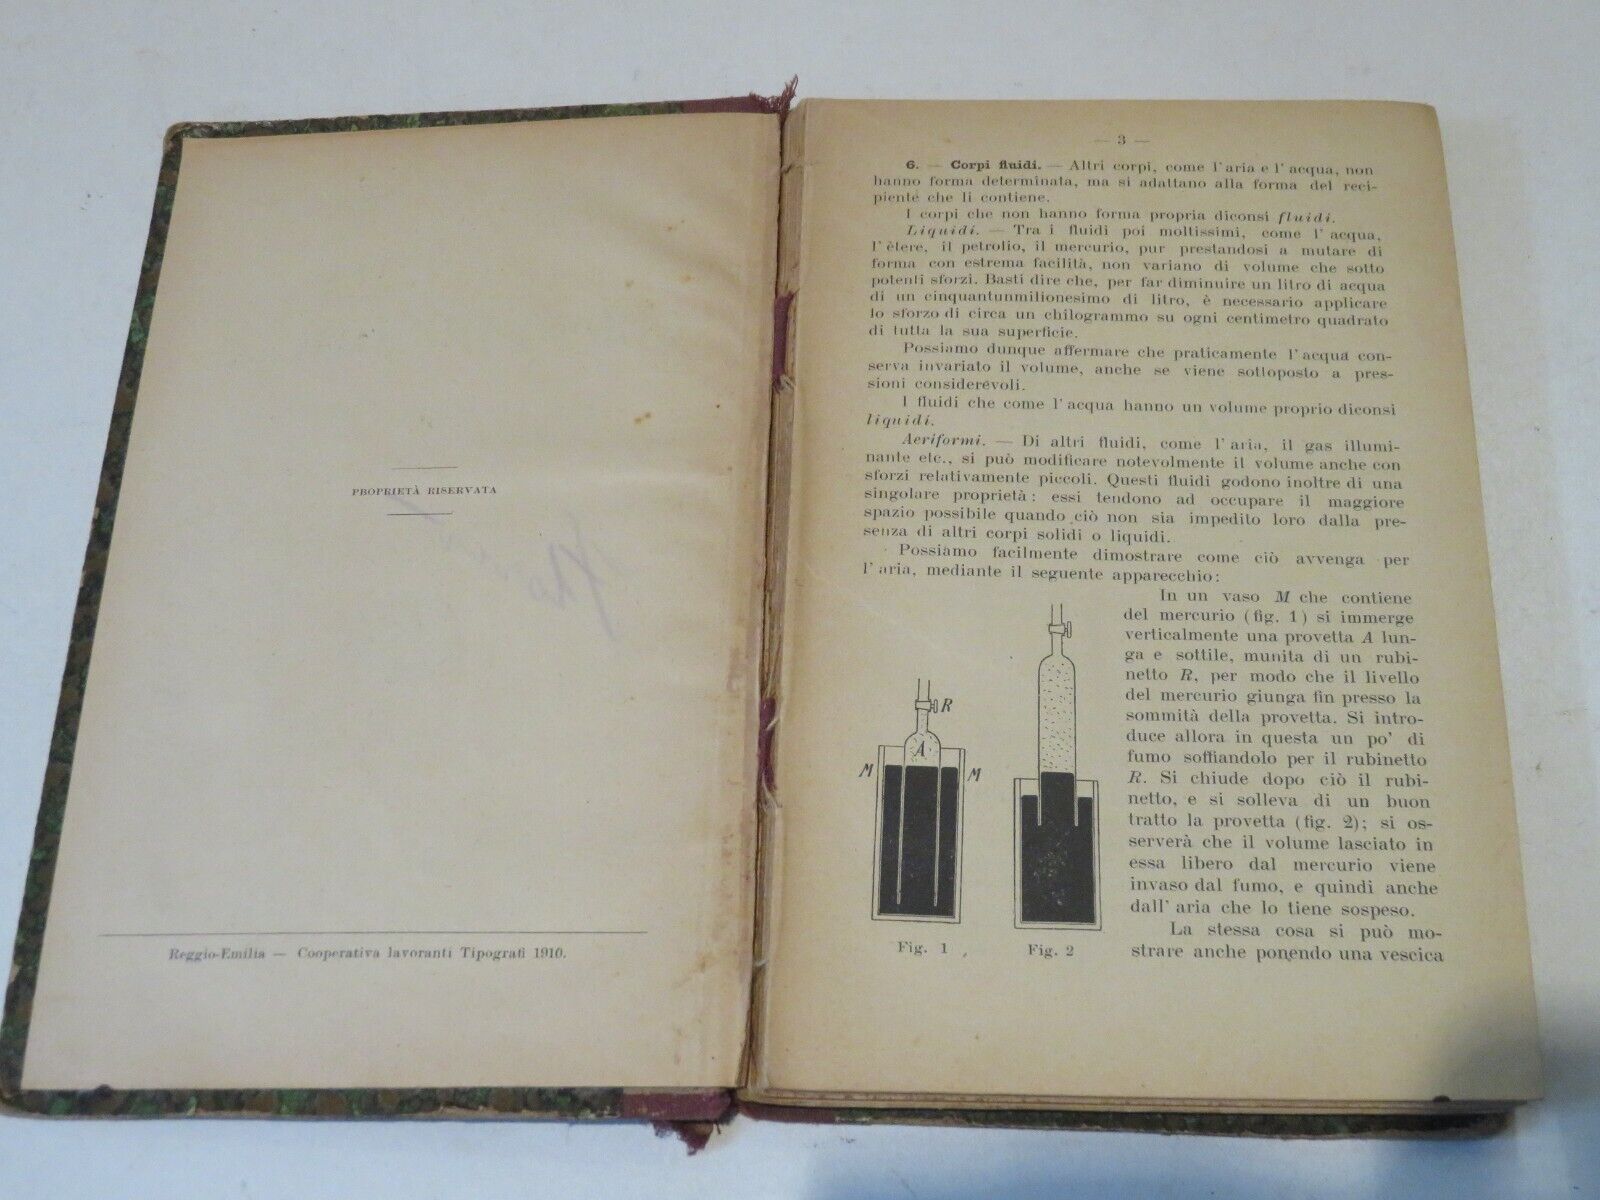 PROPRIETÀ RISERVATA
Reggio-Emilia — Cooperativa lavoranti Tipografi 1910.
— 3 —
6. — Corpi fluidi. — Altri corpi, come l'aria e l'acqua, non
hanno forma determinata, ma si adattano alla forma del reci-
piente che li contiene.
I corpi che non hanno forma propria diconsi fluidi.
Liquidi. — Tra i fluidi poi moltissimi, come l'acqua,
l'ètere, il petrolio, il mercurio, pur prestandosi a mutare di
forma con estrema facilità, non variano di volume che sotto
potenti sforzi. Basti dire che, per far diminuire un litro di acqua
di un cinquantunmilionesimo di litro, è necessario applicare
lo sforzo di circa un chilogrammo su ogni centimetro quadrato
di tutta la sua superficie.
Possiamo dunque affermare che praticamente l'acqua con-
serva invariato il volume, anche se viene sottoposto a pres-
sioni considerévoli.
I fluidi che come l'acqua hanno un volume proprio diconsi
liquidi.
Aeriformi. — Di altri fluidi, come l'aria, il gas illumi-
nante etc., si può modificare notevolmente il volume anche con
sforzi relativamente piccoli. Questi fluidi godono inoltre di una
singolare proprietà: essi tendono ad occupare il maggiore
spazio possibile quando ciò non sia impedito loro dalla pre-
senza di altri corpi solidi o liquidi.
Possiamo facilmente dimostrare come ciò avvenga per
l'aria, mediante il seguente apparecchio:
In un vaso M che contiene
del mercurio (fig. 1) si immerge
verticalmente una provetta A lun-
ga e sottile, munita di un rubi-
netto R, per modo che il livello
del mercurio giunga fin presso la
sommità della provetta. Si intro-
duce allora in questa un po' di
fumo soffiandolo per il rubinetto
R. Si chiude dopo ciò il rubi-
netto, e si solleva di un buon
tratto la provetta (fig. 2); si os-
serverà che il volume lasciato in
essa libero dal mercurio viene
invaso dal fumo, e quindi anche
dall'aria che lo tiene sospeso.
La stessa cosa si può mo-
strare anche ponendo una vescica
R
A
M
M
Fig. 1
Fig. 2